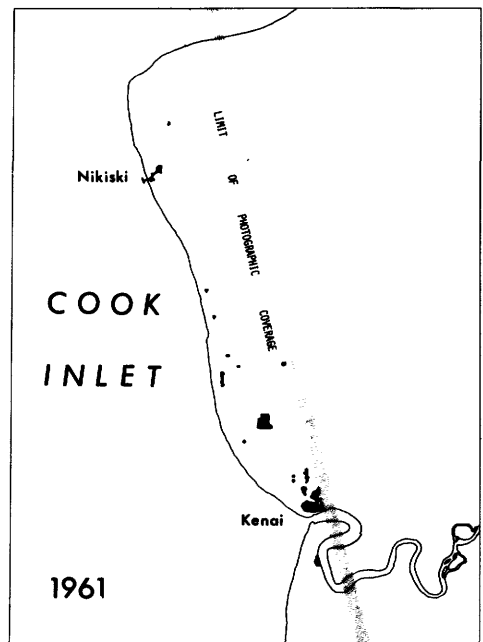 LIMIT OF PHOTOGRAPHIC COVERAGE
Nikiski
COOK
INLET
Kenai
1961